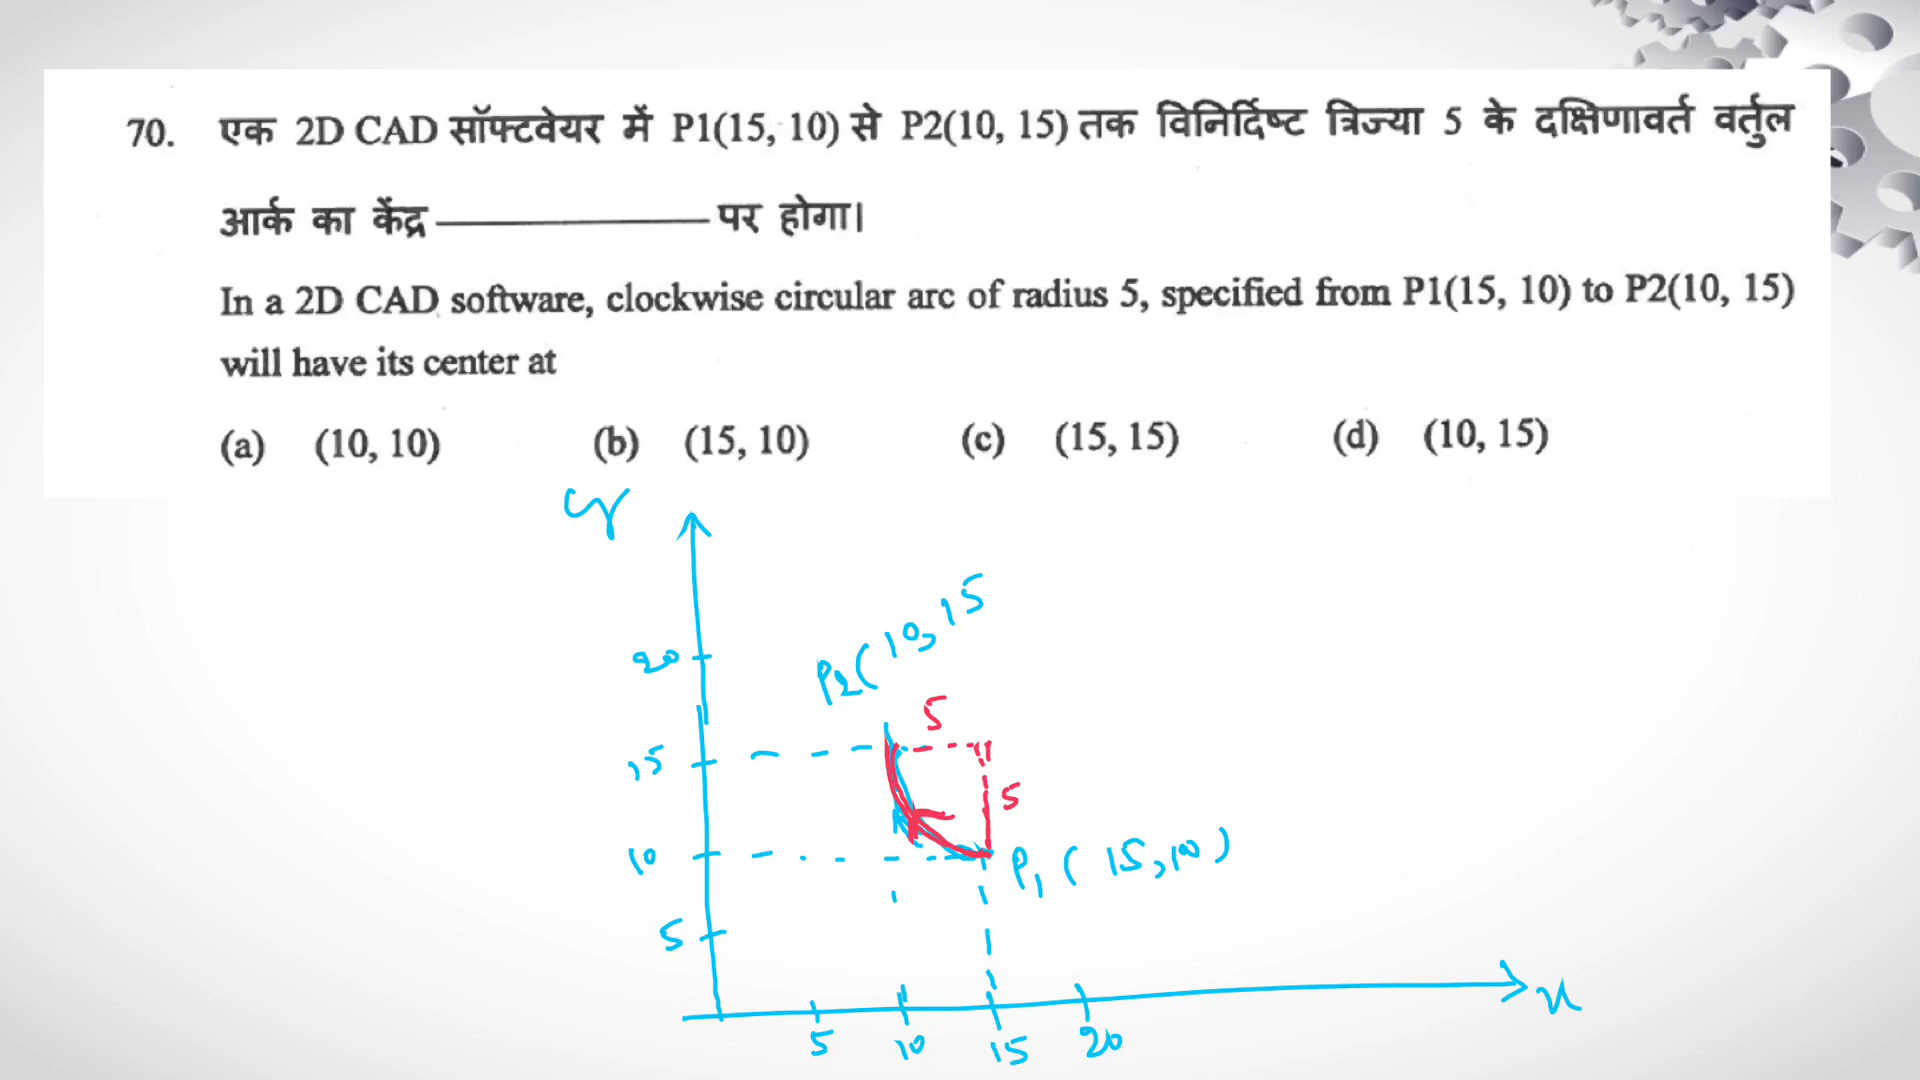 70. एक 2D CAD सॉफ्टवेयर में P1(15, 10) से P2(10, 15) तक विनिर्दिष्ट त्रिज्या 5 के दक्षिणावर्त वर्तुल
आर्क का केंद्र ———— पर होगा।
In a 2D CAD software, clockwise circular arc of radius 5, specified from P1(15, 10) to P2(10, 15)
will have its center at
(a) (10, 10) (b) (15, 10) (c) (15, 15) (d) (10, 15)
y
P2(10,15
20
5
15
5
10
P1(15,10)
5
x
5 10 15 20